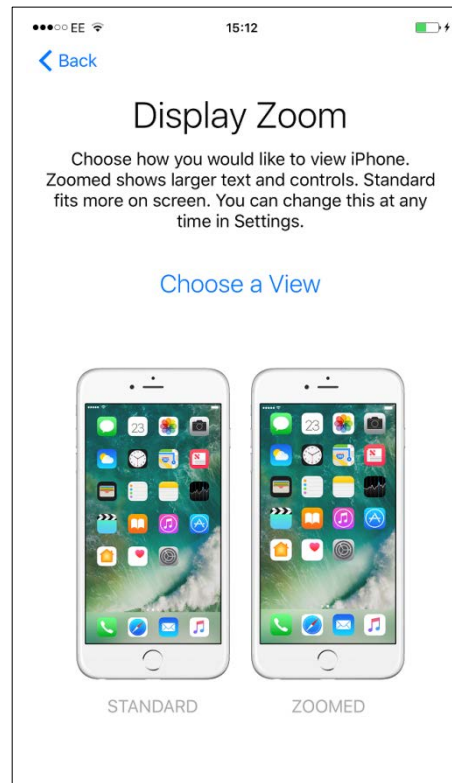 EE 15:12
Back
Display Zoom
Choose how you would like to view iPhone.
Zoomed shows larger text and controls. Standard
fits more on screen. You can change this at any
time in Settings.
Choose a View
23 23
STANDARD ZOOMED